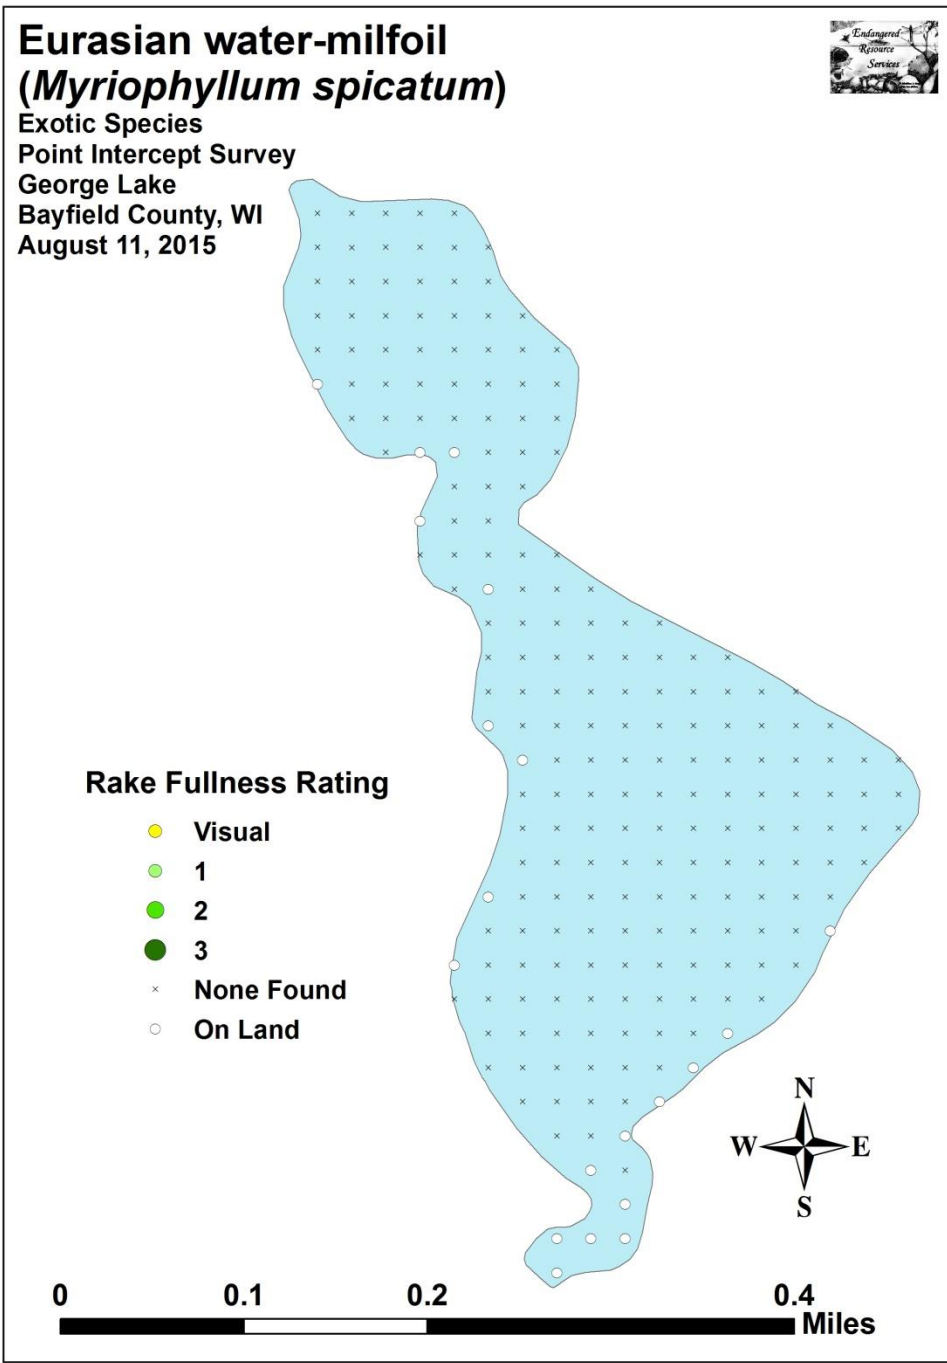 Eurasian water-milfoil
(Myriophyllum spicatum)
Exotic Species
Point Intercept Survey
George Lake
Bayfield County, WI
August 11, 2015
Endangered
Resource
Services
Rake Fullness Rating
Visual
1
2
3
None Found
On Land
N
W E
S
0 0.1 0.2 0.4
Miles